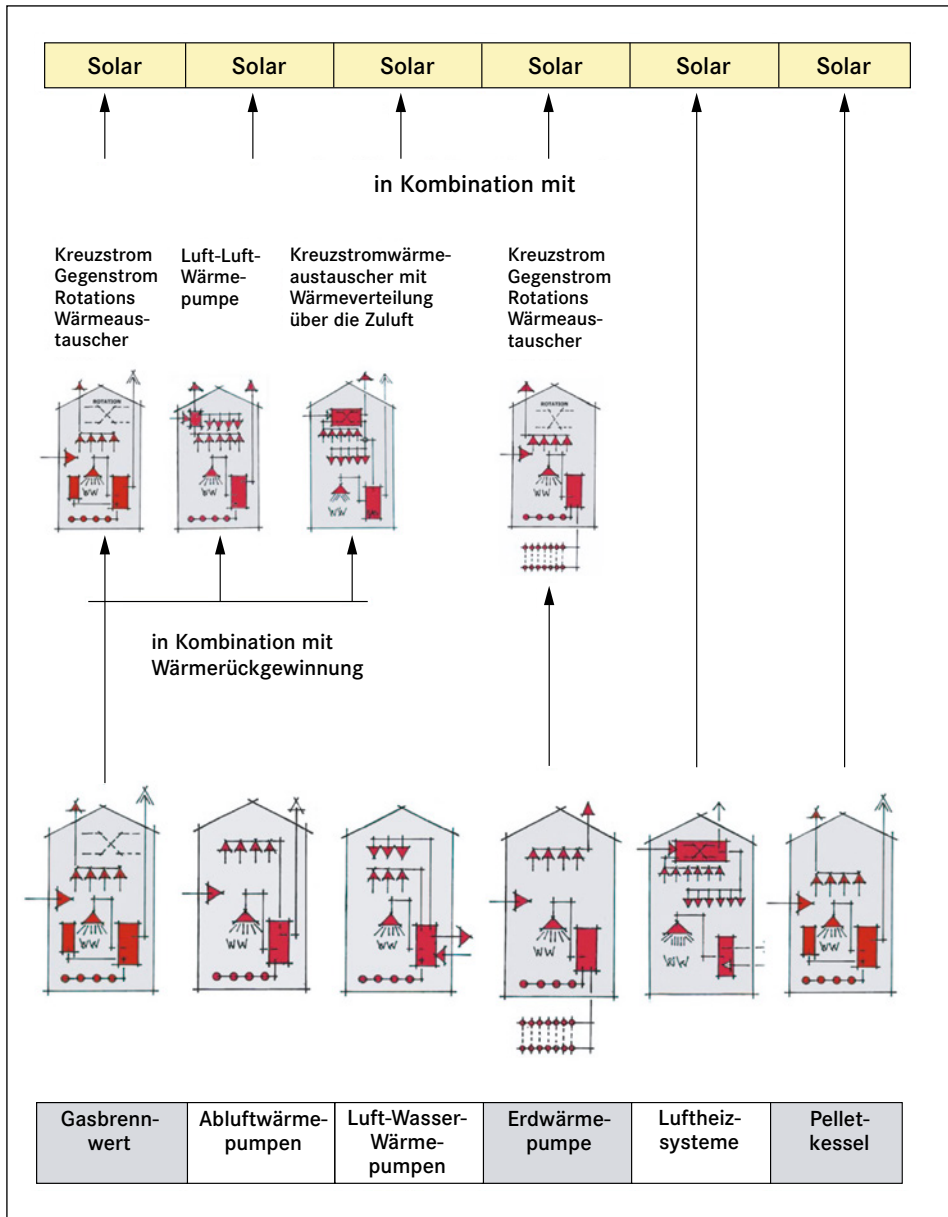 Solar Solar Solar Solar Solar Solar
in Kombination mit
Kreuzstrom
Gegenstrom
Rotations
Wärmeaus-
tauscher
Luft-Luft-
Wärme-
pumpe
Kreuzstromwärme-
austauscher mit
Wärmeverteilung
über die Zuluft
Kreuzstrom
Gegenstrom
Rotations
Wärmeaus-
tauscher
ROTATION
WW
WW
WW
WW
ROTATION
WW
in Kombination mit
Wärmerückgewinnung
WW
WW
WW
WW
WW
WW
Gasbrenn-
wert
Abluftwärme-
pumpen
Luft-Wasser-
Wärme-
pumpen
Erdwärme-
pumpe
Luftheiz-
systeme
Pellet-
kessel